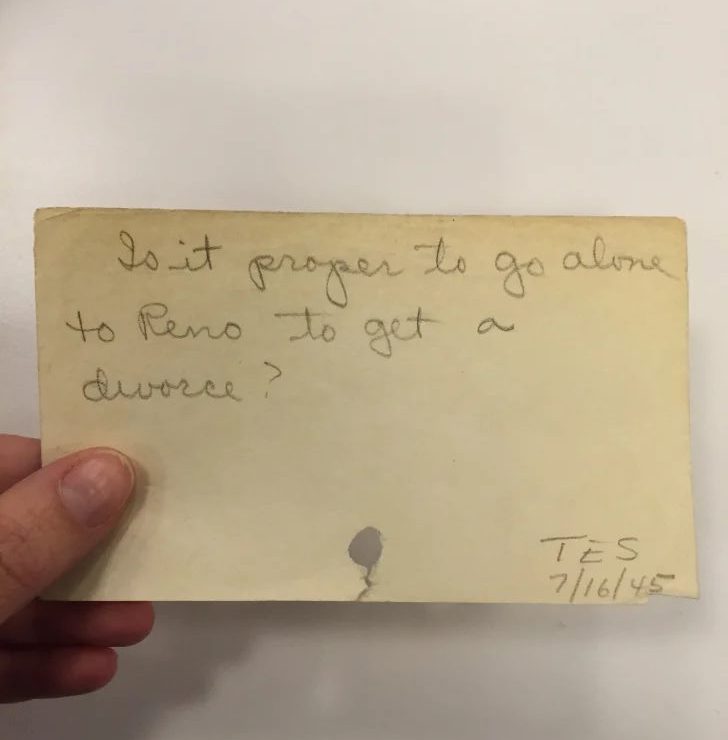 Is it proper to go alone
to Reno to get a
divorce?
TES
7/16/45